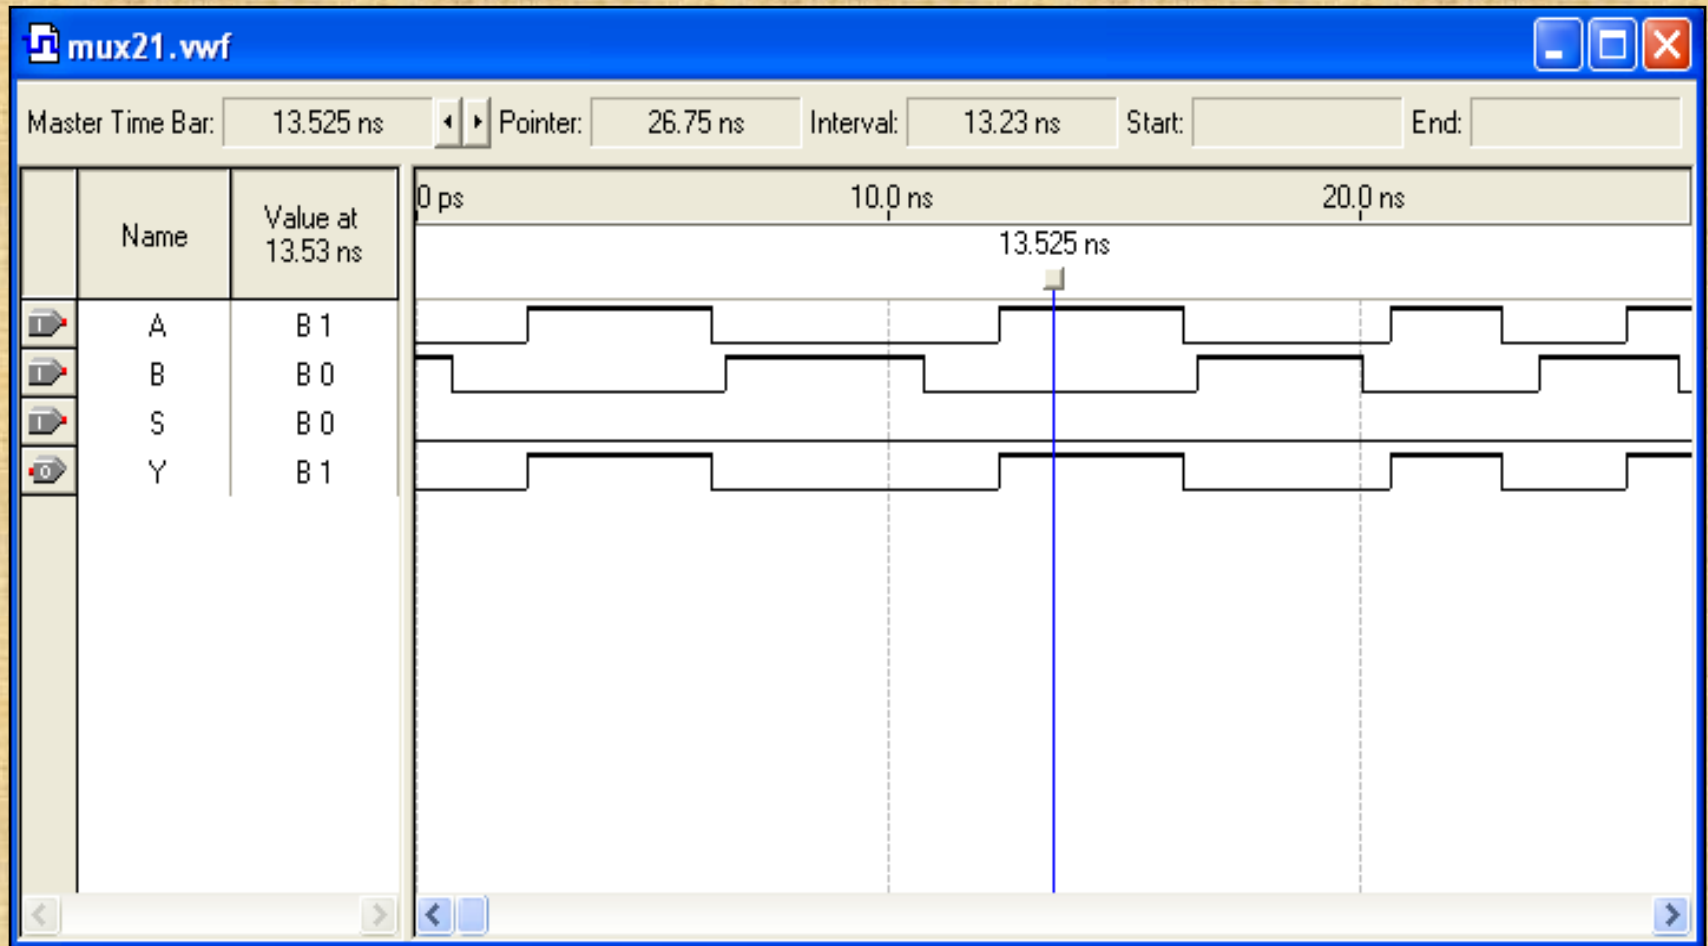 mux21.vwf
Master Time Bar: 13.525 ns Pointer: 26.75 ns Interval: 13.23 ns Start: End:
Name Value at 13.53 ns
0 ps 10.0 ns 20.0 ns
13.525 ns
A B 1
B B 0
S B 0
Y B 1